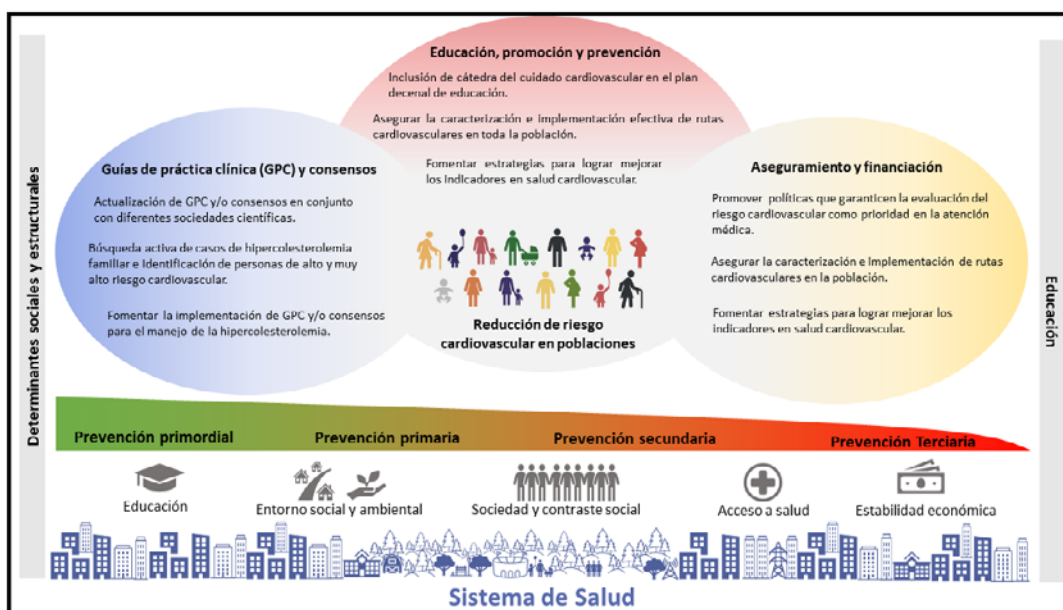 Educación, promoción y prevención
Inclusión de cátedra del cuidado cardiovascular en el plan
decenal de educación.
Asegurar la caracterización e implementación efectiva de rutas
cardiovasculares en toda la población.
Fomentar estrategias para lograr mejorar
los indicadores en salud cardiovascular.
Guías de práctica clínica (GPC) y consensos
Actualización de GPC y/o consensos en conjunto
con diferentes sociedades científicas.
Búsqueda activa de casos de hipercolesterolemia
familiar e identificación de personas de alto y muy
alto riesgo cardiovascular.
Fomentar la implementación de GPC y/o consensos
para el manejo de la hipercolesterolemia.
Aseguramiento y financiación
Promover políticas que garanticen la evaluación del
riesgo cardiovascular como prioridad en la atención
médica.
Asegurar la caracterización e implementación de rutas
cardiovasculares en la población.
Fomentar estrategias para lograr mejorar los
indicadores en salud cardiovascular.
Reducción de riesgo
cardiovascular en poblaciones
Determinantes sociales y estructurales
Educación
Prevención primordial
Prevención primaria
Prevención secundaria
Prevención Terciaria
Educación
Entorno social y ambiental
Sociedad y contraste social
Acceso a salud
Estabilidad económica
Sistema de Salud